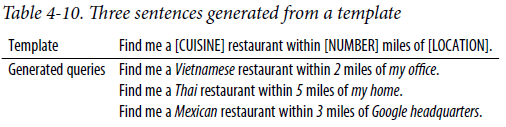 Table 4-10. Three sentences generated from a template
Template Find me a [CUISINE] restaurant within [NUMBER] miles of [LOCATION].
Generated queries Find me a Vietnamese restaurant within 2 miles of my office.
Find me a Thai restaurant within 5 miles of my home.
Find me a Mexican restaurant within 3 miles of Google headquarters.